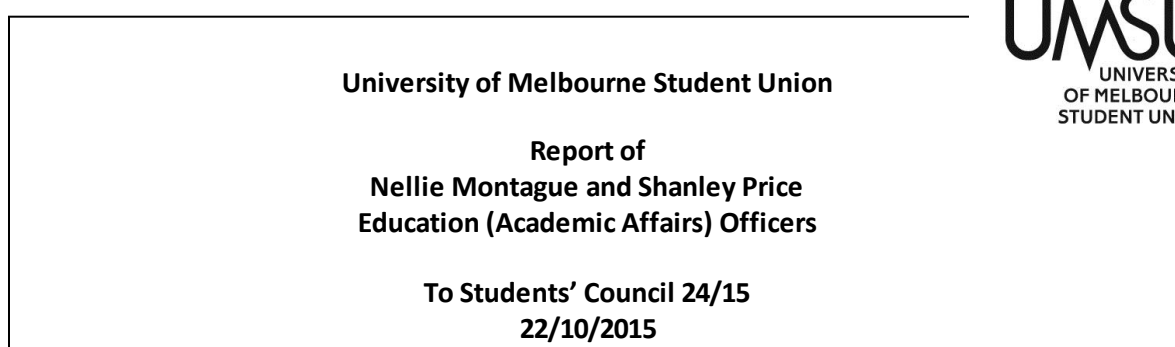 University of Melbourne Student Union
Report of
Nellie Montague and Shanley Price
Education (Academic Affairs) Officers
To Students’ Council 24/15
22/10/2015
UMSU
OF MELBOU
STUDENT UN